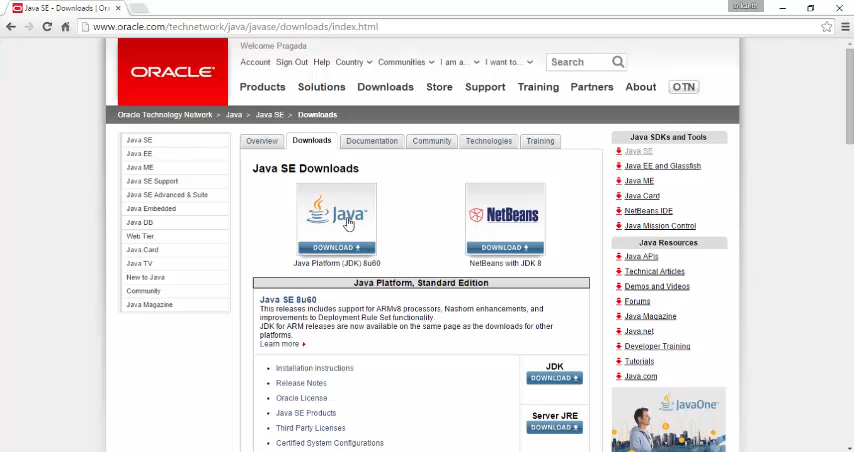 Java SE - Downloads | Ora
www.oracle.com/technetwork/java/javase/downloads/index.html
Welcome Pragada
ORACLE
Account Sign Out Help Country Communities I am a... I want to... Search
Products Solutions Downloads Store Support Training Partners About OTN
Oracle Technology Network > Java > Java SE > Downloads
Java SE
Java EE
Java ME
Java SE Support
Java SE Advanced & Suite
Java Embedded
Java DB
Web Tier
Java Card
Java TV
New to Java
Community
Java Magazine
Overview Downloads Documentation Community Technologies Training
Java SE Downloads
Java
DOWNLOAD
Java Platform (JDK) 8u60
NetBeans
DOWNLOAD
NetBeans with JDK 8
Java Platform, Standard Edition
Java SE 8u60
This releases includes support for ARMv8 processors, Nashorn enhancements, and
improvements to Deployment Rule Set functionality.
JDK for ARM releases are now available on the same page as the downloads for other
platforms.
Learn more
Installation Instructions
Release Notes
Oracle License
Java SE Products
Third Party Licenses
Certified System Configurations
JDK
DOWNLOAD
Server JRE
DOWNLOAD
Java SDKs and Tools
Java SE
Java EE and Glassfish
Java ME
Java Card
NetBeans IDE
Java Mission Control
Java Resources
Java APIs
Technical Articles
Demos and Videos
Forums
Java Magazine
Java.net
Developer Training
Tutorials
Java.com
JavaOne